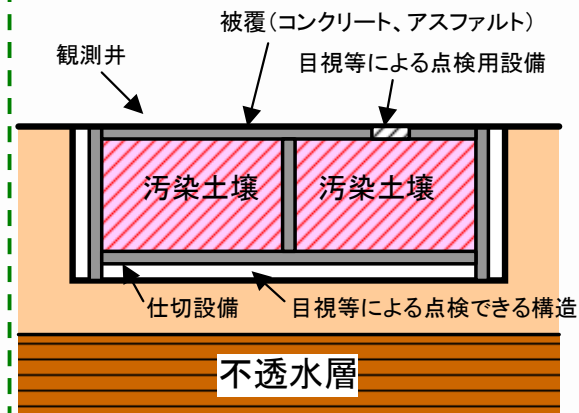 被覆(コンクリート、アスファルト)
観測井
目視等による点検用設備
汚染土壌
汚染土壌
仕切設備
目視等による点検できる構造
不透水層